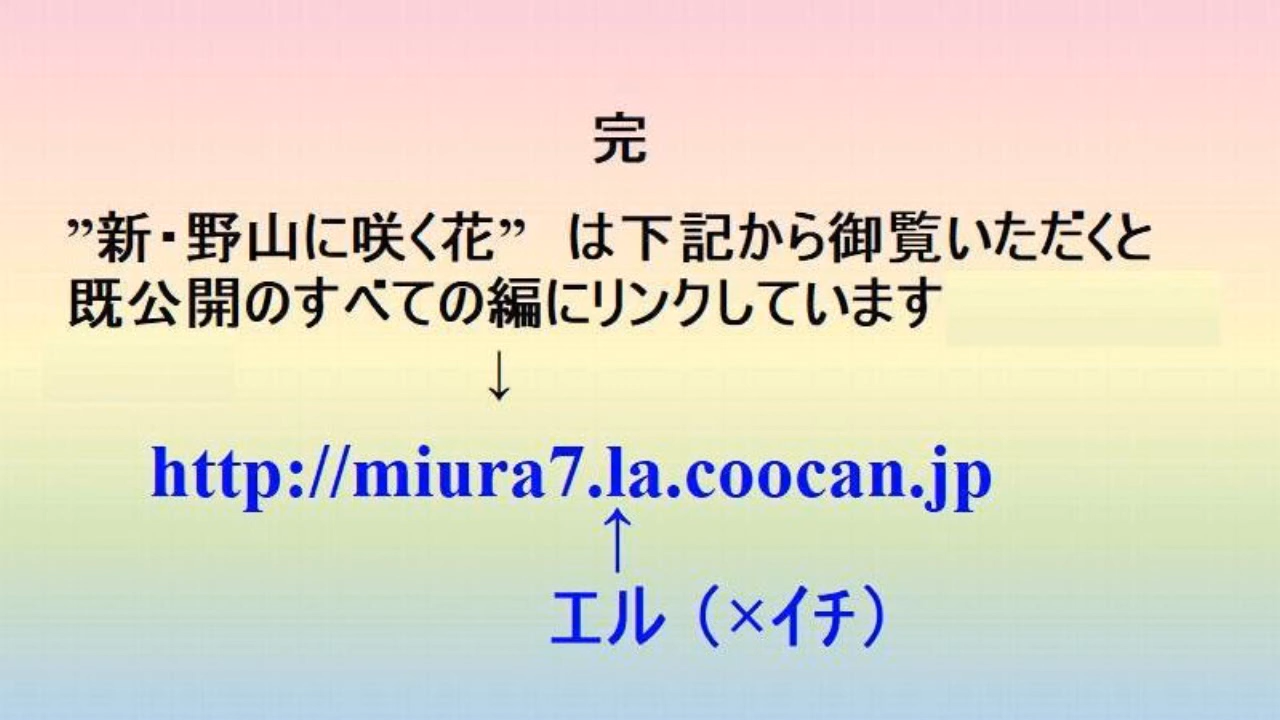 完
”新・野山に咲く花”　は下記から御覧いただくと
既公開のすべての編にリンクしています
↓
http://miura7.la.coocan.jp
↑
エル（×イチ）